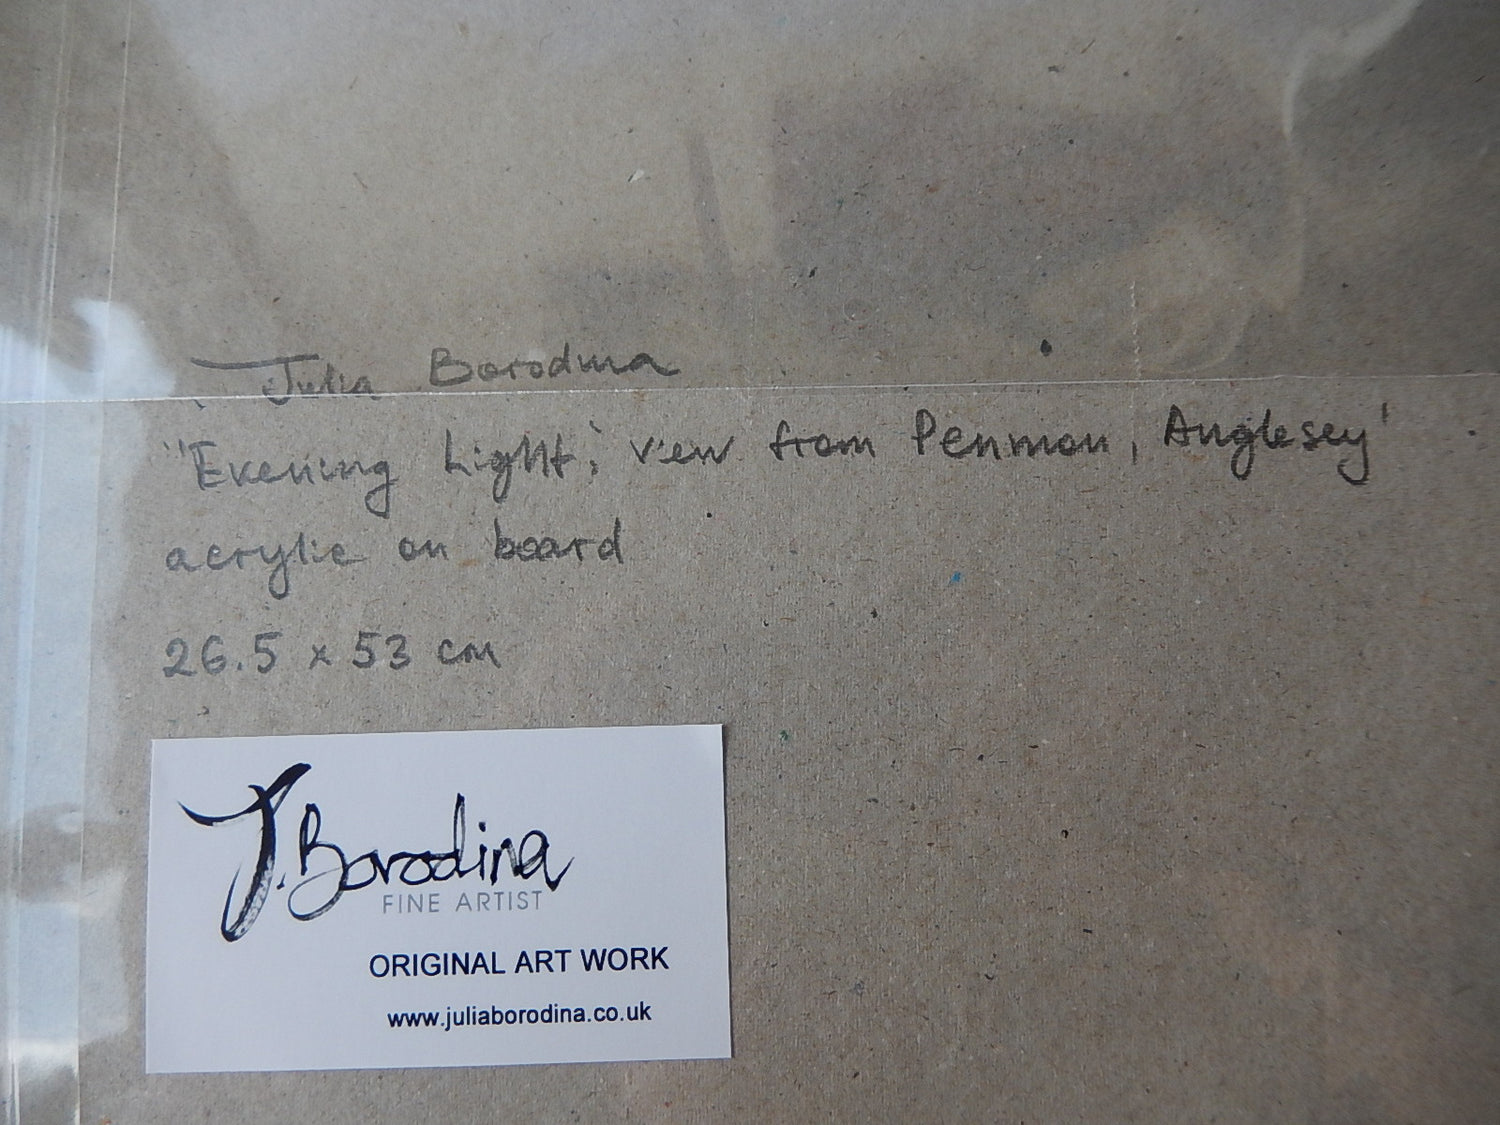 Julia Borodina
"Evening Light", view from Penmon, Anglesey'
acrylic on board
26.5 x 53 cm
J. Borodina
FINE ARTIST
ORIGINAL ART WORK
www.juliaborodina.co.uk